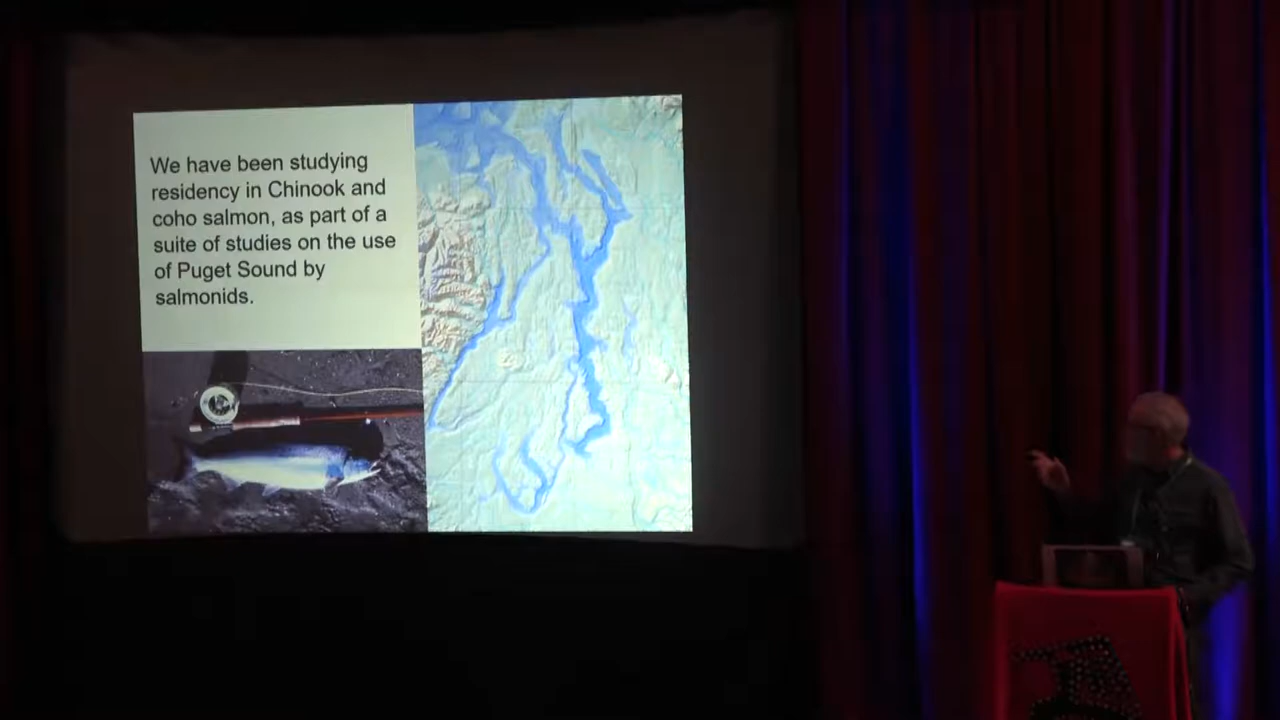 We have been studying
residency in Chinook and
coho salmon, as part of a
suite of studies on the use
of Puget Sound by
salmonids.